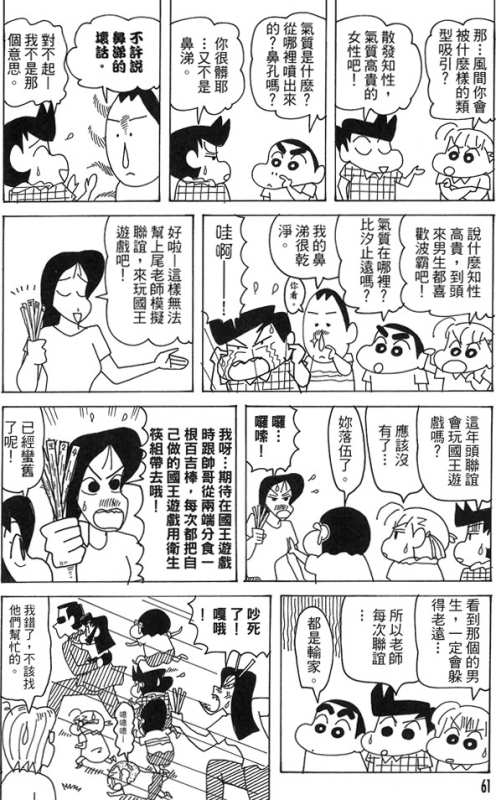 那…風間你會
被什麼樣的類
型吸引？
散發知性，
氣質高貴的
女性吧！
氣質是什麼？
從哪裡噴出來
的？鼻孔嗎？
你很髒耶
…又不是
鼻涕。
不許說
鼻涕的
壞話。
對不起—
我不是那
個意思。
說什麼知性
高貴，到頭
來男生都喜
歡波霸吧！
氣質在哪裡？
比汐止遠嗎？
我的鼻
涕很乾
淨。
你看！
哇啊——！
好啦—這樣無法
幫上尾老師模擬
聯誼，來玩國王
遊戲吧！
這年頭聯誼
會玩國王遊
戲嗎？
應該沒
有了…
妳落伍了。
囉…
囉嗦！
我呀…期待在國王遊戲
時跟帥哥從兩端分食一
根百吉棒，每次都把自
己做的國王遊戲用衛生
筷組帶去哦！
已經蠻舊
了呢！
看到那個的男
生，一定會躲
得老遠…
所以老師
每次聯誼
…
都是輸家。
吵死
了！
嘎哦
！
嘻嘻嘻—
我錯了，不該找
他們幫忙的。
61